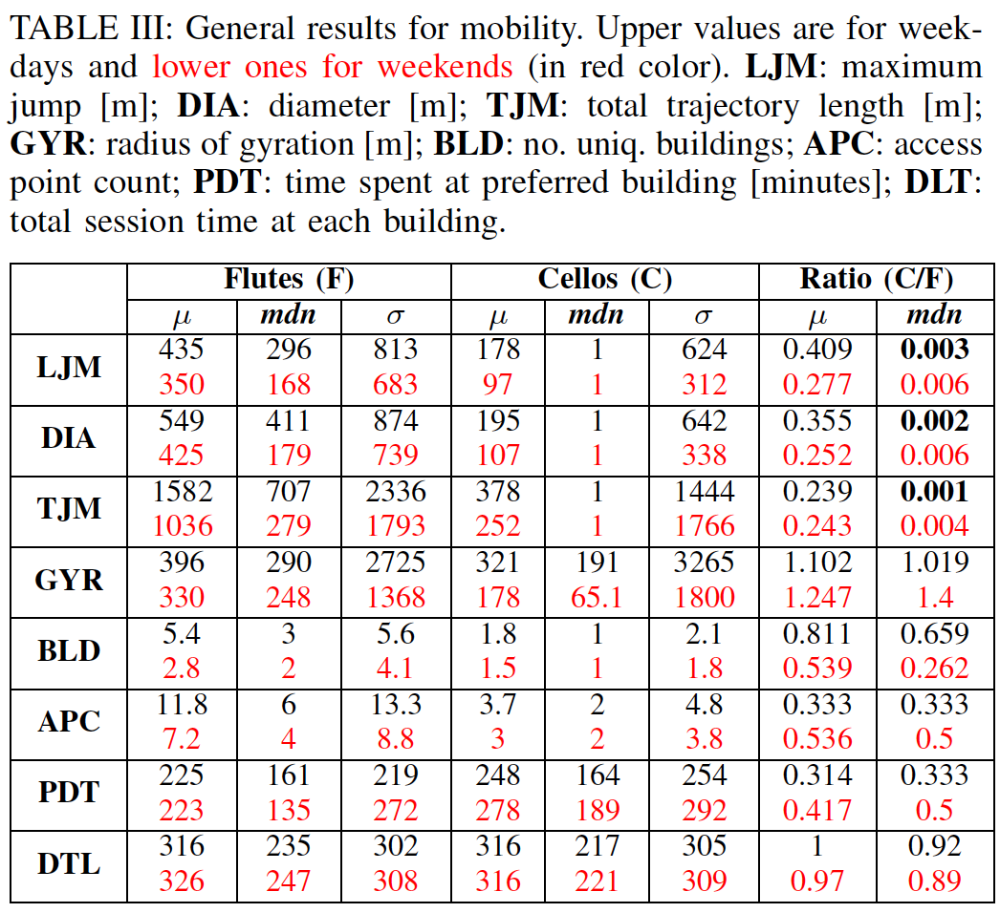 TABLE III: General results for mobility. Upper values are for week-
days and lower ones for weekends (in red color). LJM: maximum
jump [m]; DIA: diameter [m]; TJM: total trajectory length [m];
GYR: radius of gyration [m]; BLD: no. uniq. buildings; APC: access
point count; PDT: time spent at preferred building [minutes]; DLT:
total session time at each building.
Flutes (F) Cellos (C) Ratio (C/F)
μ mdn σ μ mdn σ μ mdn
LJM 435 296 813 178 1 624 0.409 0.003
350 168 683 97 1 312 0.277 0.006
DIA 549 411 874 195 1 642 0.355 0.002
425 179 739 107 1 338 0.252 0.006
TJM 1582 707 2336 378 1 1444 0.239 0.001
1036 279 1793 252 1 1766 0.243 0.004
GYR 396 290 2725 321 191 3265 1.102 1.019
330 248 1368 178 65.1 1800 1.247 1.4
BLD 5.4 3 5.6 1.8 1 2.1 0.811 0.659
2.8 2 4.1 1.5 1 1.8 0.539 0.262
APC 11.8 6 13.3 3.7 2 4.8 0.333 0.333
7.2 4 8.8 3 2 3.8 0.536 0.5
PDT 225 161 219 248 164 254 0.314 0.333
223 135 272 278 189 292 0.417 0.5
DTL 316 235 302 316 217 305 1 0.92
326 247 308 316 221 309 0.97 0.89